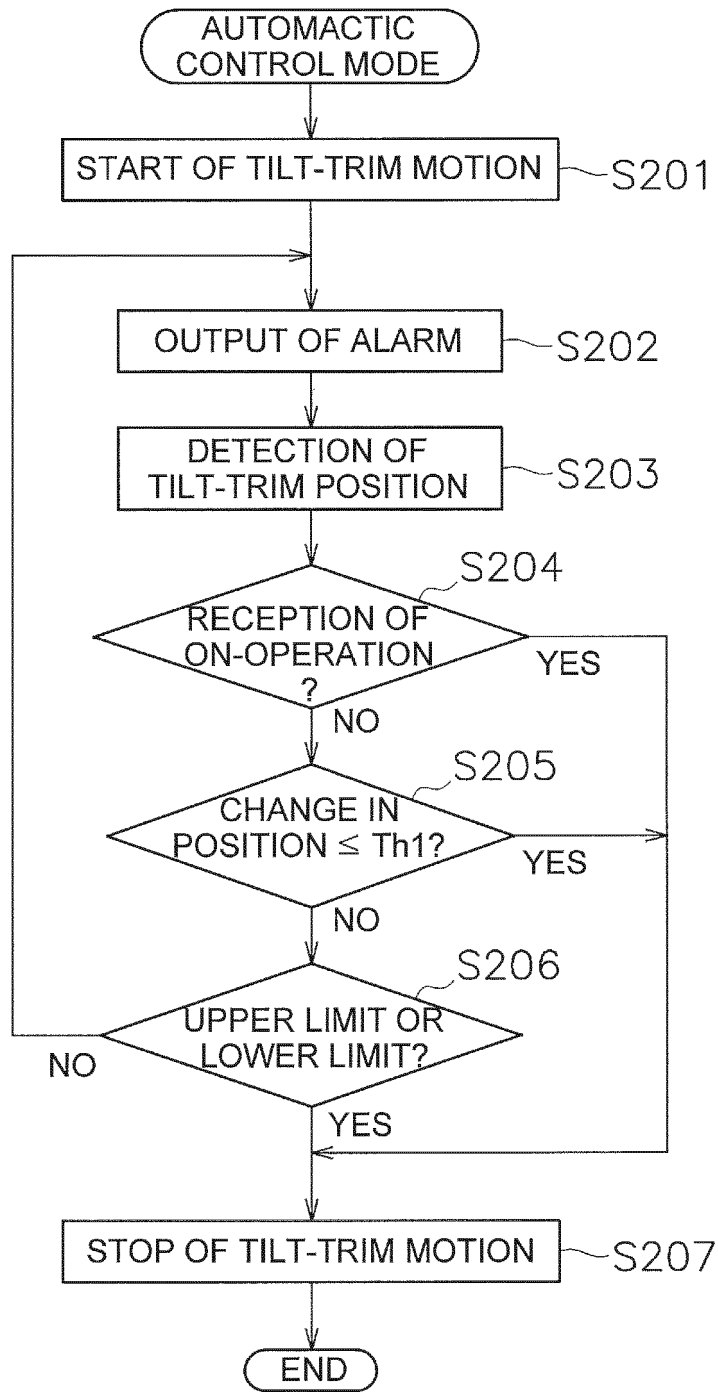 AUTOMACTIC
CONTROL MODE
START OF TILT-TRIM MOTION
S201
OUTPUT OF ALARM
S202
DETECTION OF
TILT-TRIM POSITION
S203
S204
RECEPTION OF
ON-OPERATION
?
YES
NO
S205
CHANGE IN
POSITION ≦ Th1?
YES
NO
S206
UPPER LIMIT OR
LOWER LIMIT?
NO
YES
STOP OF TILT-TRIM MOTION
S207
END